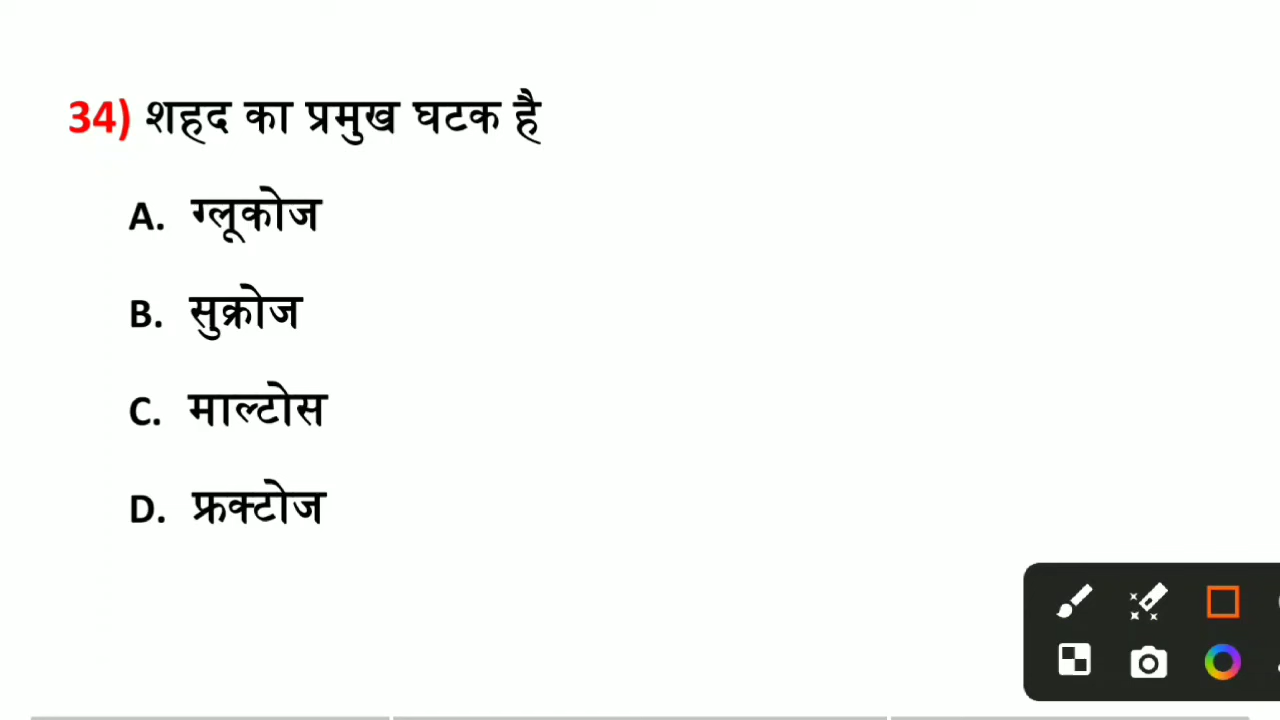 34) शहद का प्रमुख घटक है
A. ग्लूकोज
B. सुक्रोज
C. माल्टोस
D. फ्रक्टोज